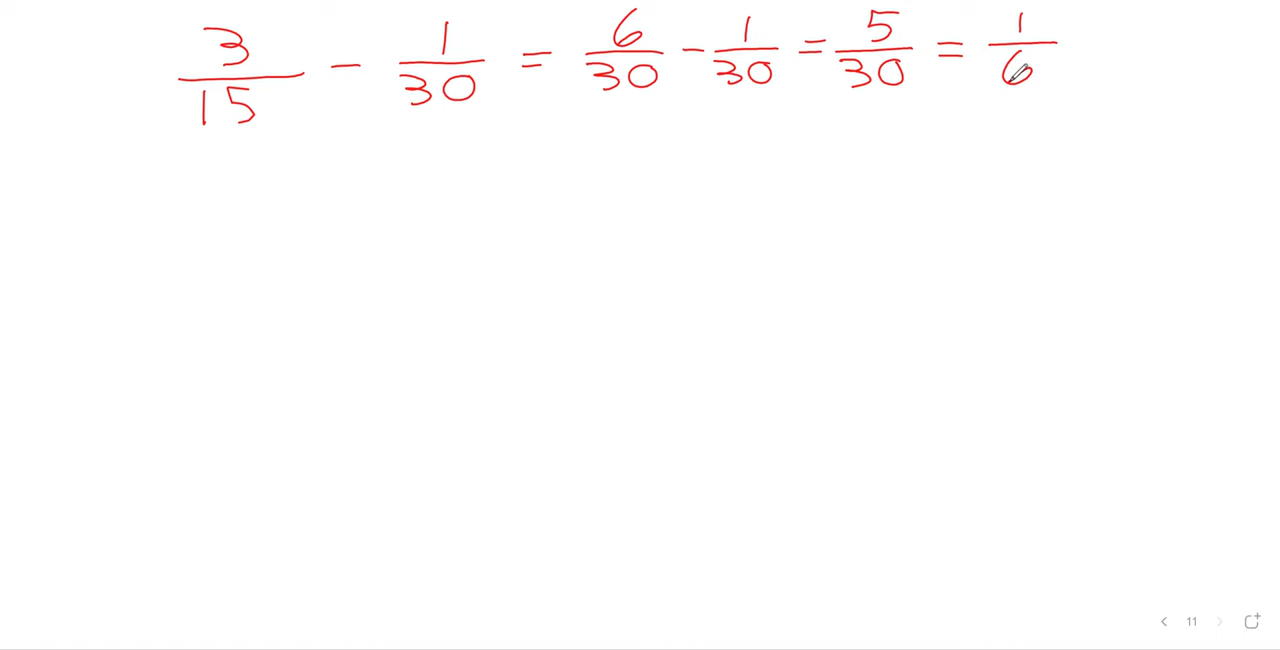 3/15 - 1/30 = 6/30 - 1/30 = 5/30 = 1/6
< 11 >